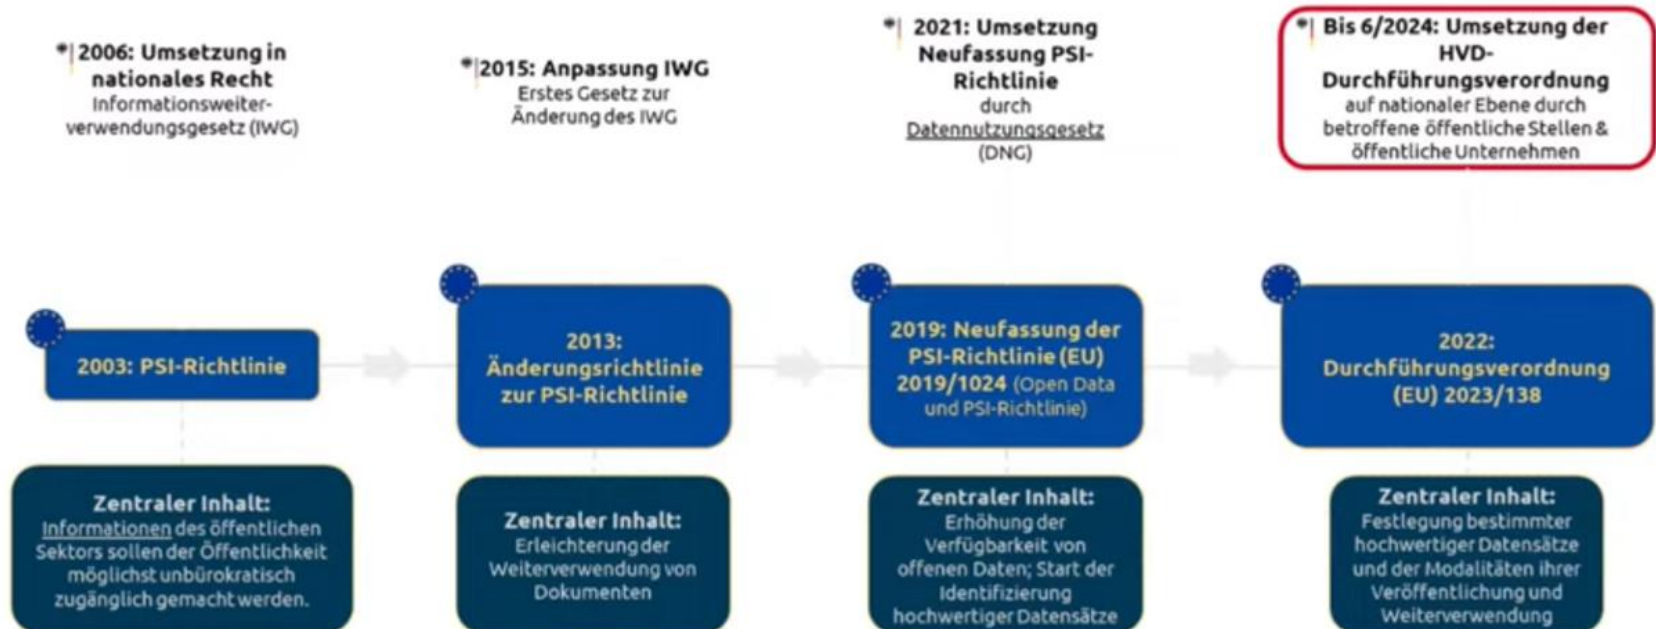 2006: Umsetzung in
nationales Recht
Informationsweiter-
verwendungsgesetz (IWG)
2015: Anpassung IWG
Erstes Gesetz zur
Änderung des IWG
2021: Umsetzung
Neufassung PSI-
Richtlinie
durch
Datennutzungsgesetz
(DNG)
Bis 6/2024: Umsetzung der
HVD-
Durchführungsverordnung
auf nationaler Ebene durch
betroffene öffentliche Stellen &
öffentliche Unternehmen
2003: PSI-Richtlinie
2013:
Änderungsrichtlinie
zur PSI-Richtlinie
2019: Neufassung der
PSI-Richtlinie (EU)
2019/1024 (Open Data
und PSI-Richtlinie)
2022:
Durchführungsverordnung
(EU) 2023/138
Zentraler Inhalt:
Informationen des öffentlichen
Sektors sollen der Öffentlichkeit
möglichst unbürokratisch
zugänglich gemacht werden.
Zentraler Inhalt:
Erleichterung der
Weiterverwendung von
Dokumenten
Zentraler Inhalt:
Erhöhung der
Verfügbarkeit von
offenen Daten; Start der
Identifizierung
hochwertiger Datensätze
Zentraler Inhalt:
Festlegung bestimmter
hochwertiger Datensätze
und der Modalitäten ihrer
Veröffentlichung und
Weiterverwendung